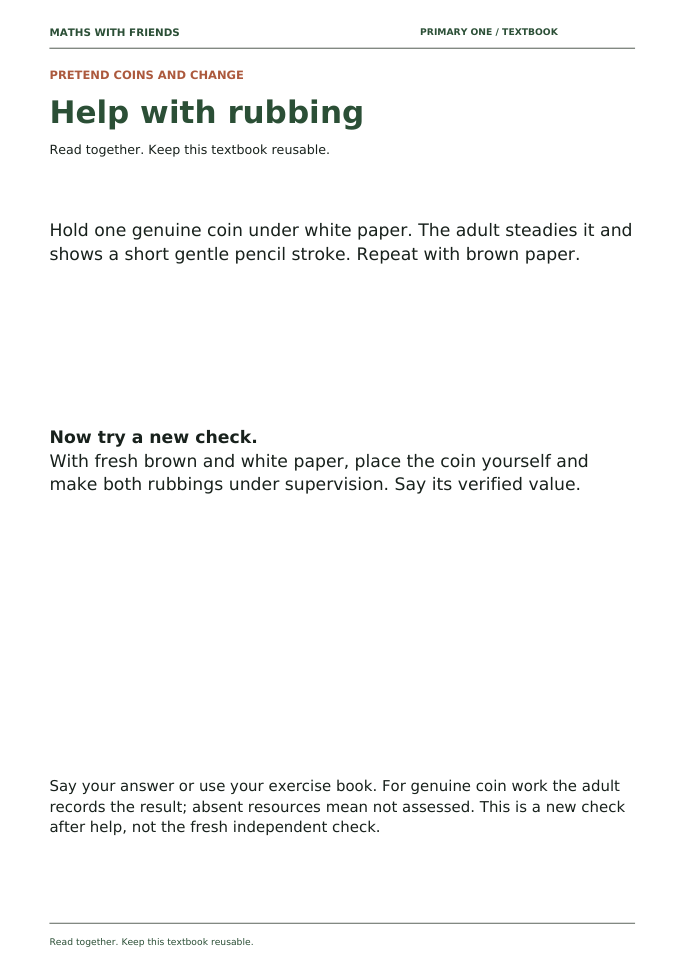 MATHS WITH FRIENDS
PRIMARY ONE / TEXTBOOK
PRETEND COINS AND CHANGE
Help with rubbing
Read together. Keep this textbook reusable.
Hold one genuine coin under white paper. The adult steadies it and
shows a short gentle pencil stroke. Repeat with brown paper.
Now try a new check.
With fresh brown and white paper, place the coin yourself and
make both rubbings under supervision. Say its verified value.
Say your answer or use your exercise book. For genuine coin work the adult
records the result; absent resources mean not assessed. This is a new check
after help, not the fresh independent check.
Read together. Keep this textbook reusable.